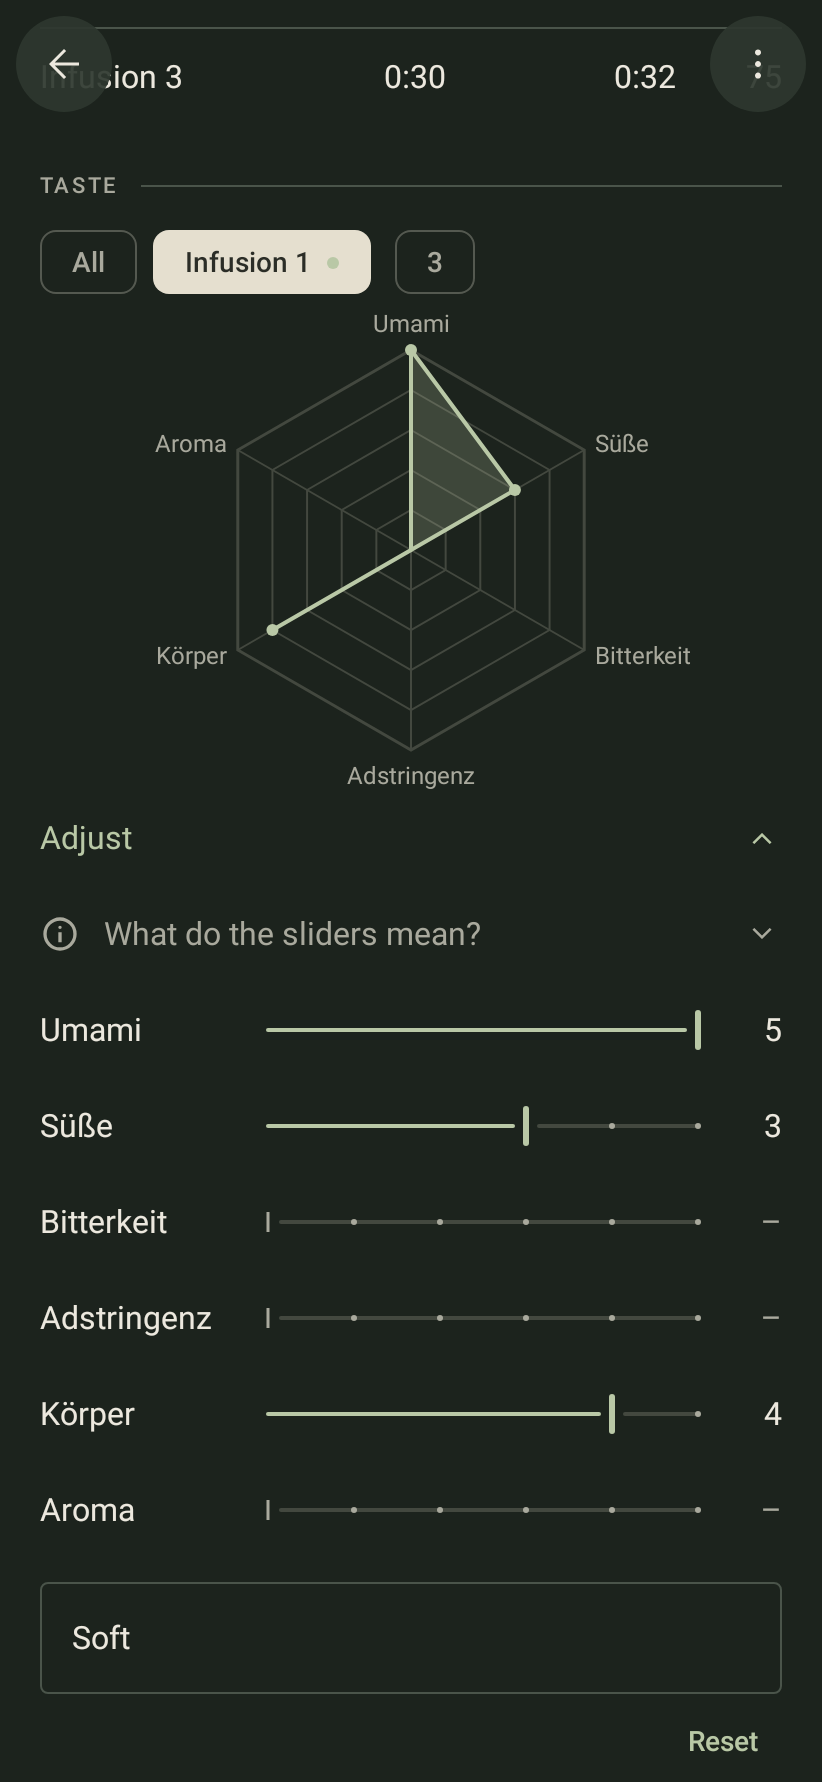 Infusion 3 0:30 0:32 75
TASTE
All Infusion 1 3
Umami
Aroma Süße
Körper Bitterkeit
Adstringenz
Adjust
What do the sliders mean?
Umami 5
Süße 3
Bitterkeit –
Adstringenz –
Körper 4
Aroma –
Soft
Reset